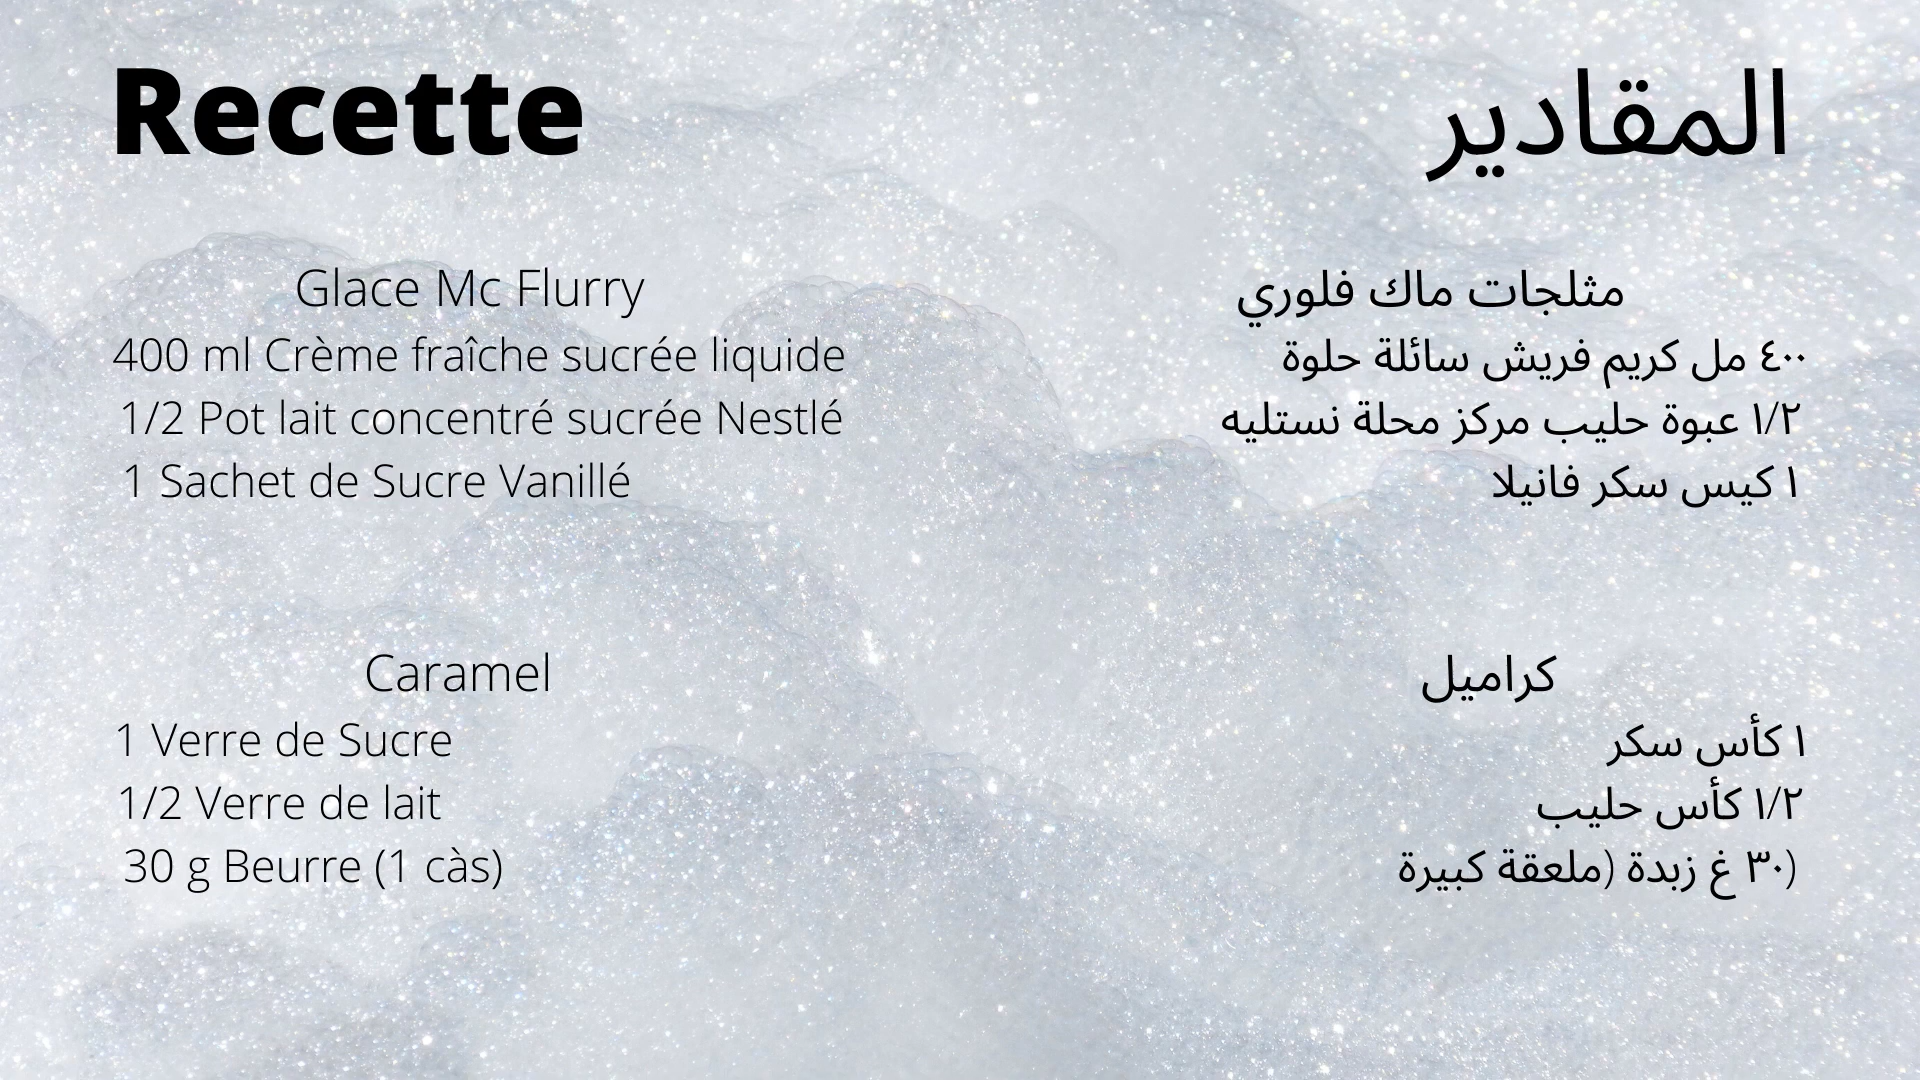 Recette
Glace Mc Flurry
400 ml Crème fraîche sucrée liquide
1/2 Pot lait concentré sucrée Nestlé
1 Sachet de Sucre Vanillé
Caramel
1 Verre de Sucre
1/2 Verre de lait
30 g Beurre (1 càs)
المقادير
مثلجات ماك فلوري
٤٠٠ مل كريم فريش سائلة حلوة
١/٢ عبوة حليب مركز محلة نستليه
١ كيس سكر فانيلا
كراميل
١ كأس سكر
١/٢ كأس حليب
(٣٠ غ زبدة (ملعقة كبيرة